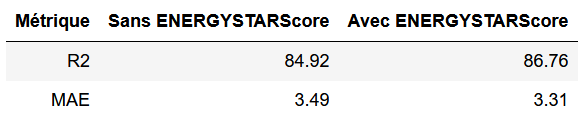 Métrique Sans ENERGYSTARScore Avec ENERGYSTARScore
R2 84.92 86.76
MAE 3.49 3.31